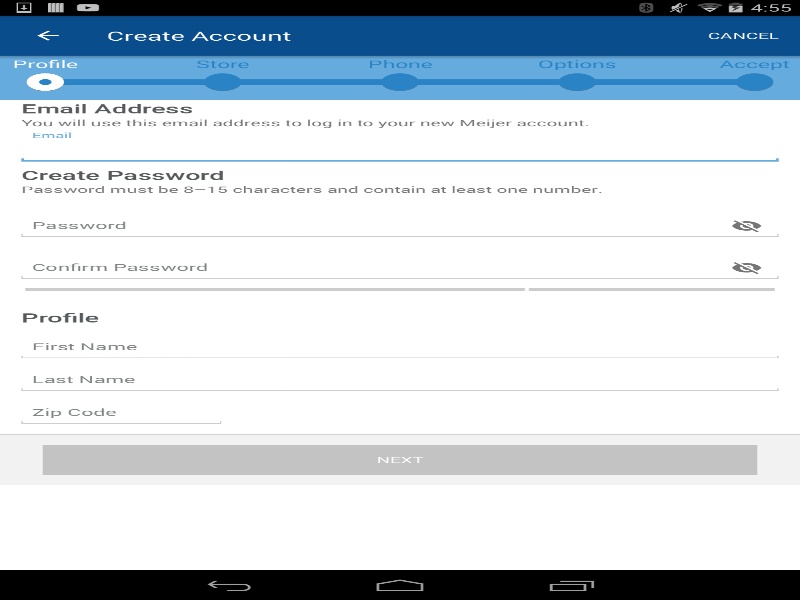 4:55
Create Account
CANCEL
Profile Store Phone Options Accept
Email Address
You will use this email address to log in to your new Meijer account.
Email
Create Password
Password must be 8–15 characters and contain at least one number.
Password
Confirm Password
Profile
First Name
Last Name
Zip Code
NEXT